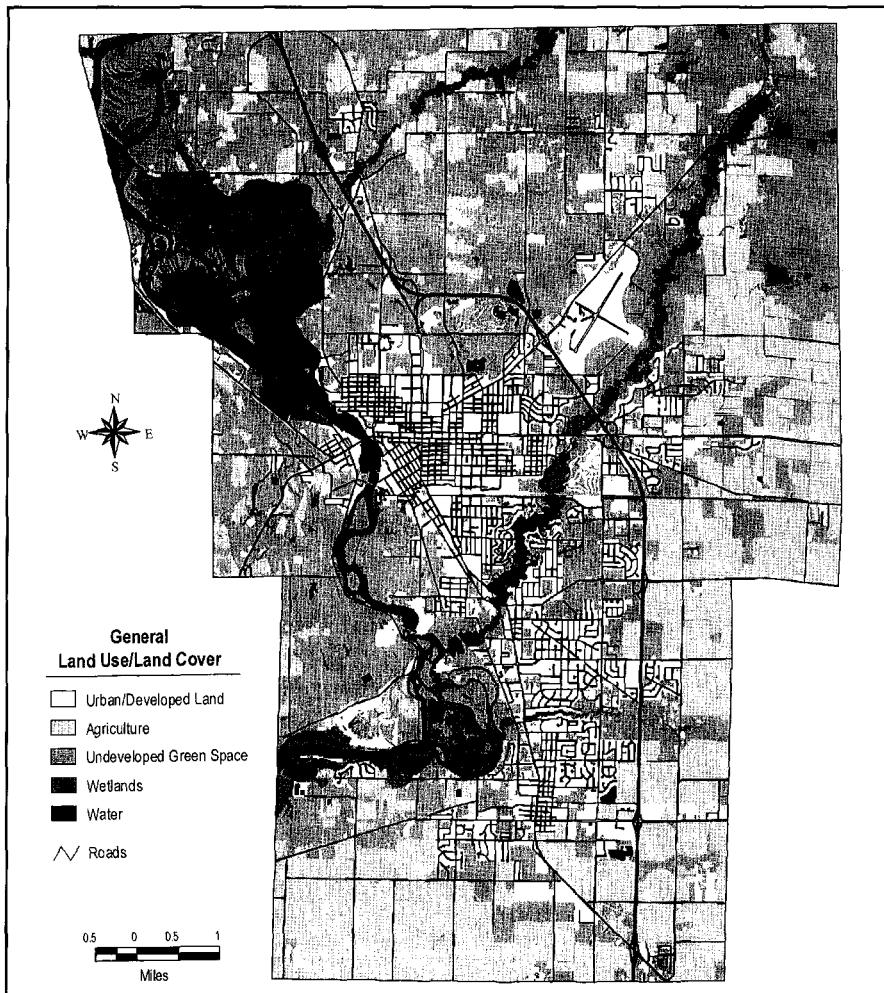 N
W E
S
General
Land Use/Land Cover
Urban/Developed Land
Agriculture
Undeveloped Green Space
Wetlands
Water
Roads
0.5 0 0.5 1
Miles